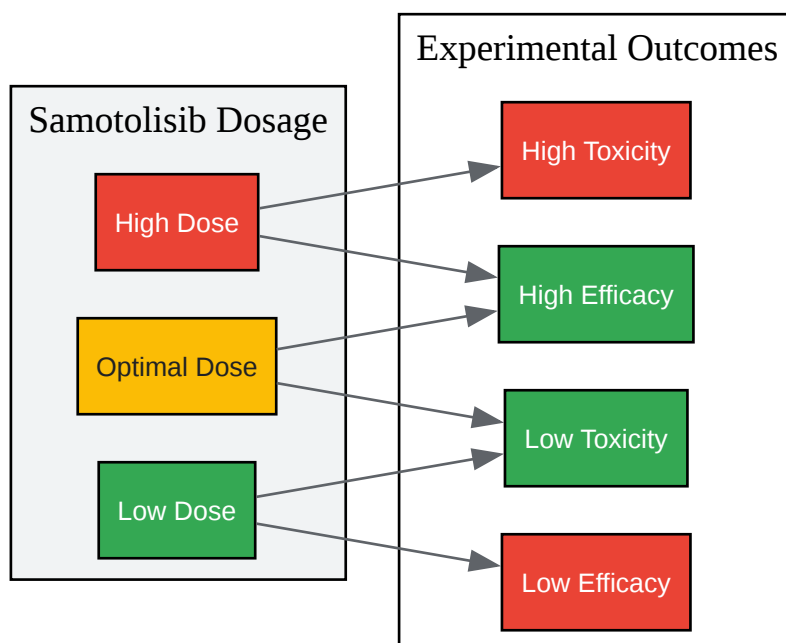 Samotolisib Dosage
High Dose
Optimal Dose
Low Dose
Experimental Outcomes
High Toxicity
High Efficacy
Low Toxicity
Low Efficacy